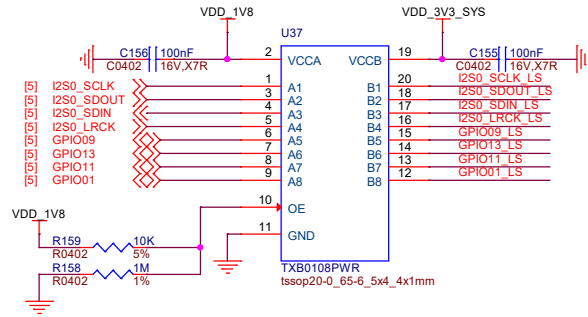 VDD_1V8
VDD_3V3_SYS
U37
C156 100nF
C0402 16V,X7R
2 VCCA
VCCB 19
C155 100nF
C0402 16V,X7R
[5] I2S0_SCLK 1 A1 B1 20 I2S0_SCLK_LS
[5] I2S0_SDOUT 3 A2 B2 18 I2S0_SDOUT_LS
[5] I2S0_SDIN 4 A3 B3 17 I2S0_SDIN_LS
[5] I2S0_LRCK 5 A4 B4 16 I2S0_LRCK_LS
[5] GPIO09 6 A5 B5 15 GPIO09_LS
[5] GPIO13 7 A6 B6 14 GPIO13_LS
[5] GPIO11 8 A7 B7 13 GPIO11_LS
[5] GPIO01 9 A8 B8 12 GPIO01_LS
10 OE
VDD_1V8
11 GND
R159 10K
R0402 5%
R158 1M
R0402 1%
TXB0108PWR
tssop20-0_65-6_5x4_4x1mm